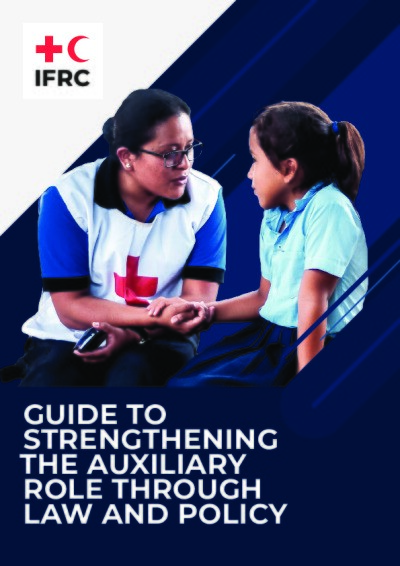 IFRC
GUIDE TO
STRENGTHENING
THE AUXILIARY
ROLE THROUGH
LAW AND POLICY